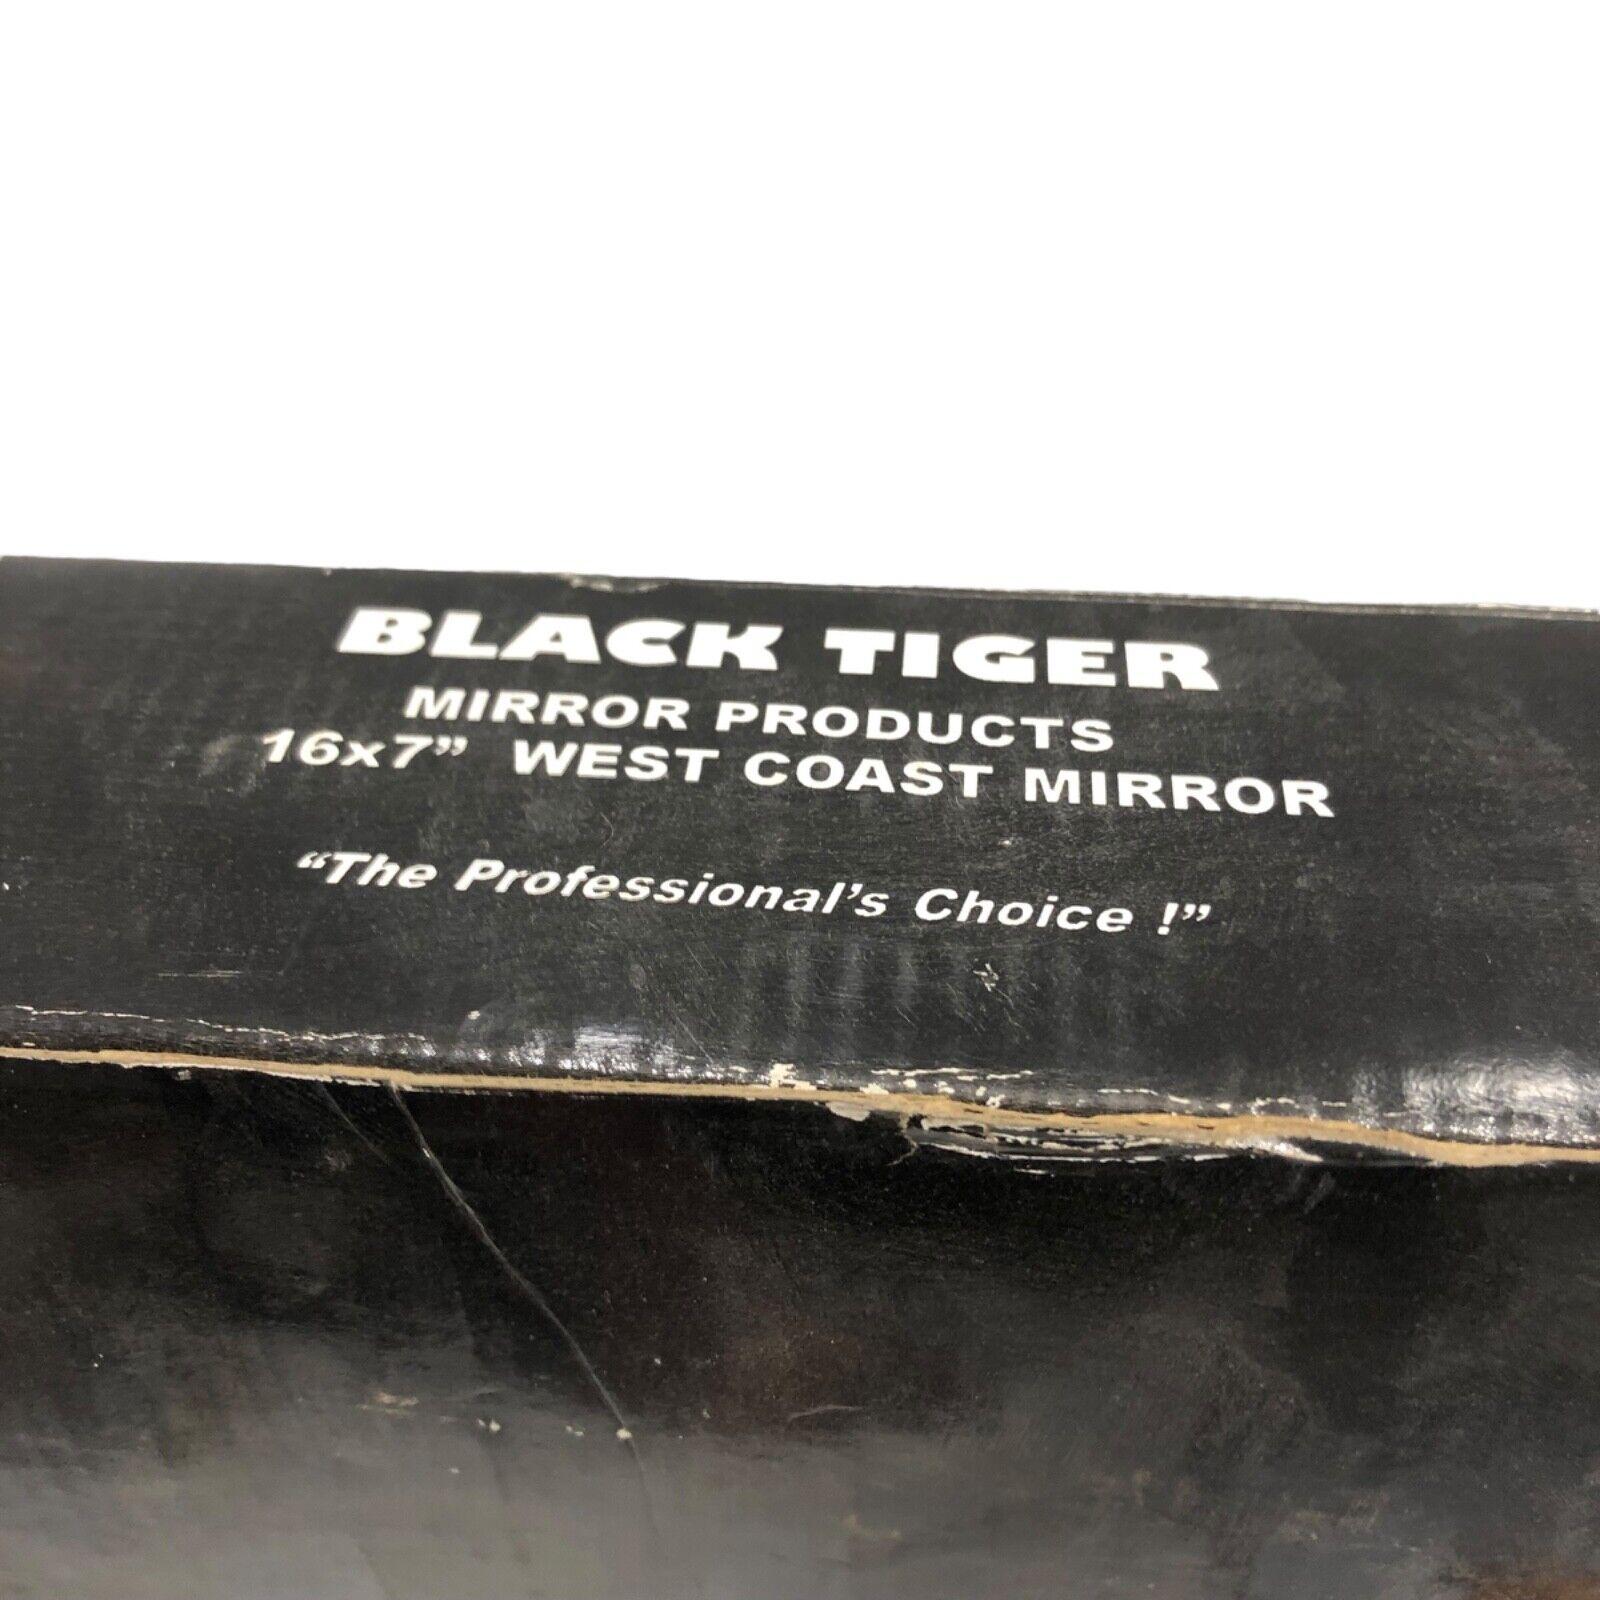 BLACK TIGER
MIRROR PRODUCTS
16x7” WEST COAST MIRROR
“The Professional’s Choice !”